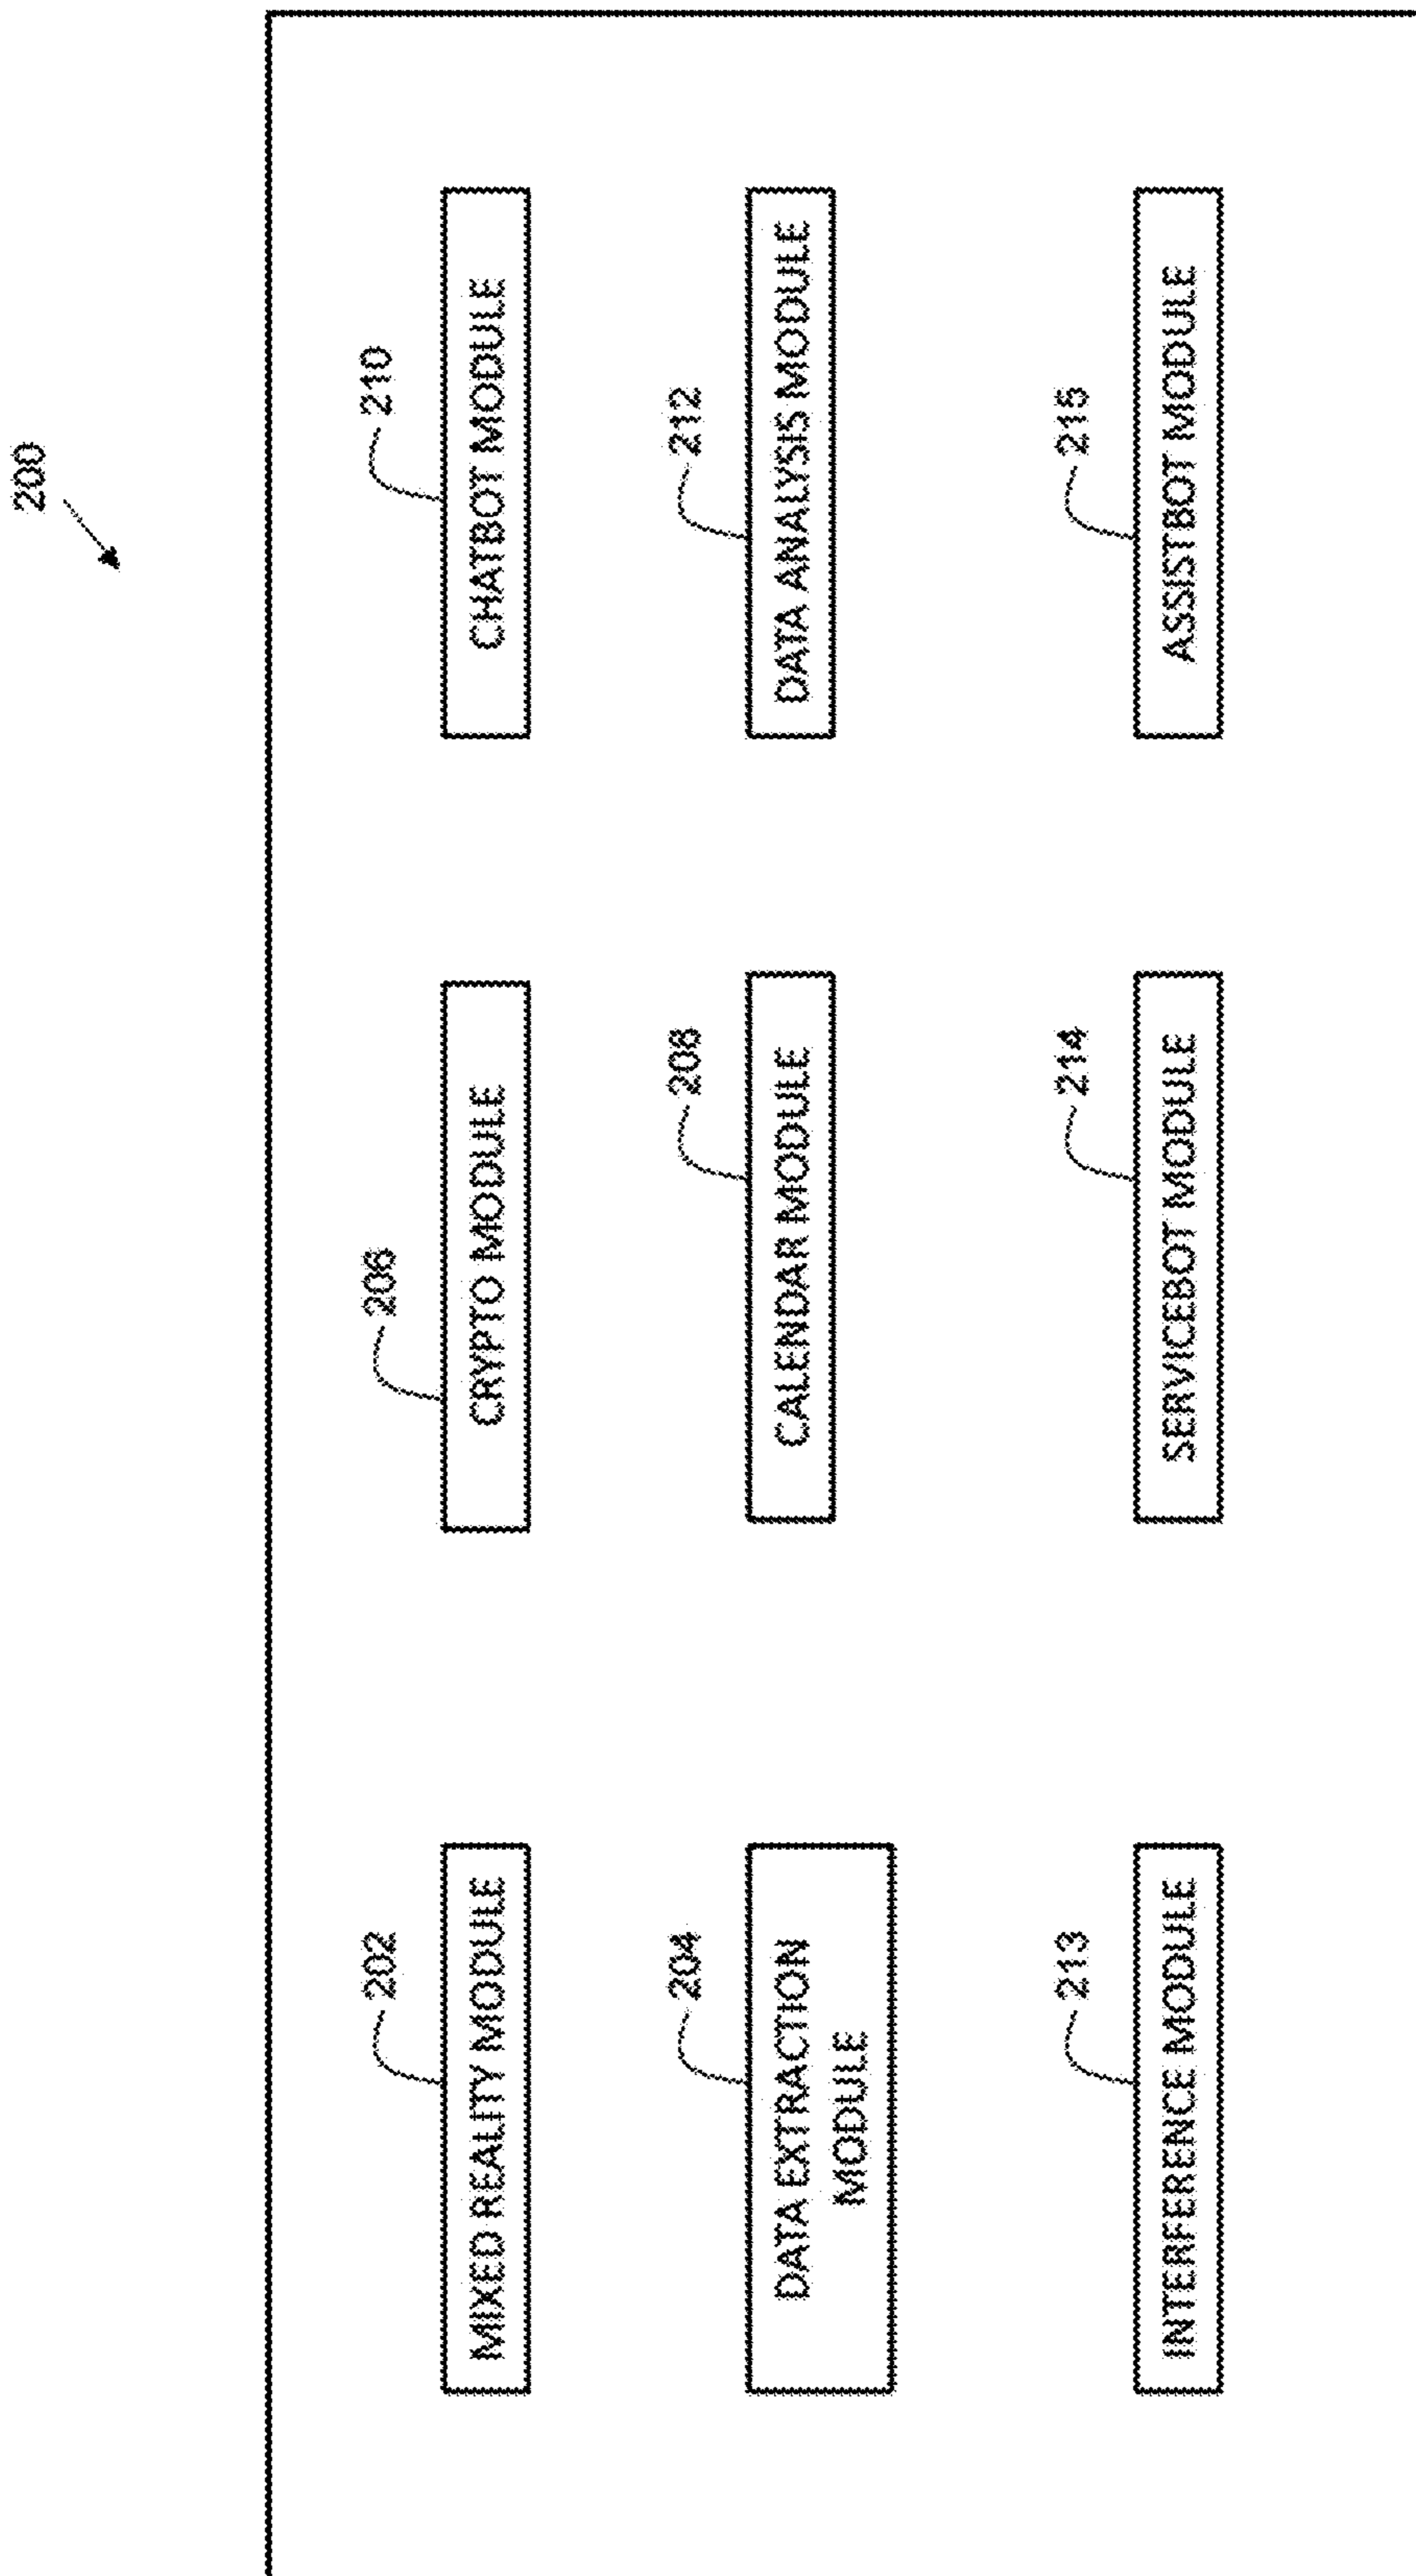 200
202
MIXED REALITY MODULE
206
CRYPTO MODULE
210
CHATBOT MODULE
204
DATA EXTRACTION
MODULE
208
CALENDAR MODULE
212
DATA ANALYSIS MODULE
213
INTERFERENCE MODULE
214
SERVICEBOT MODULE
215
ASSISTBOT MODULE